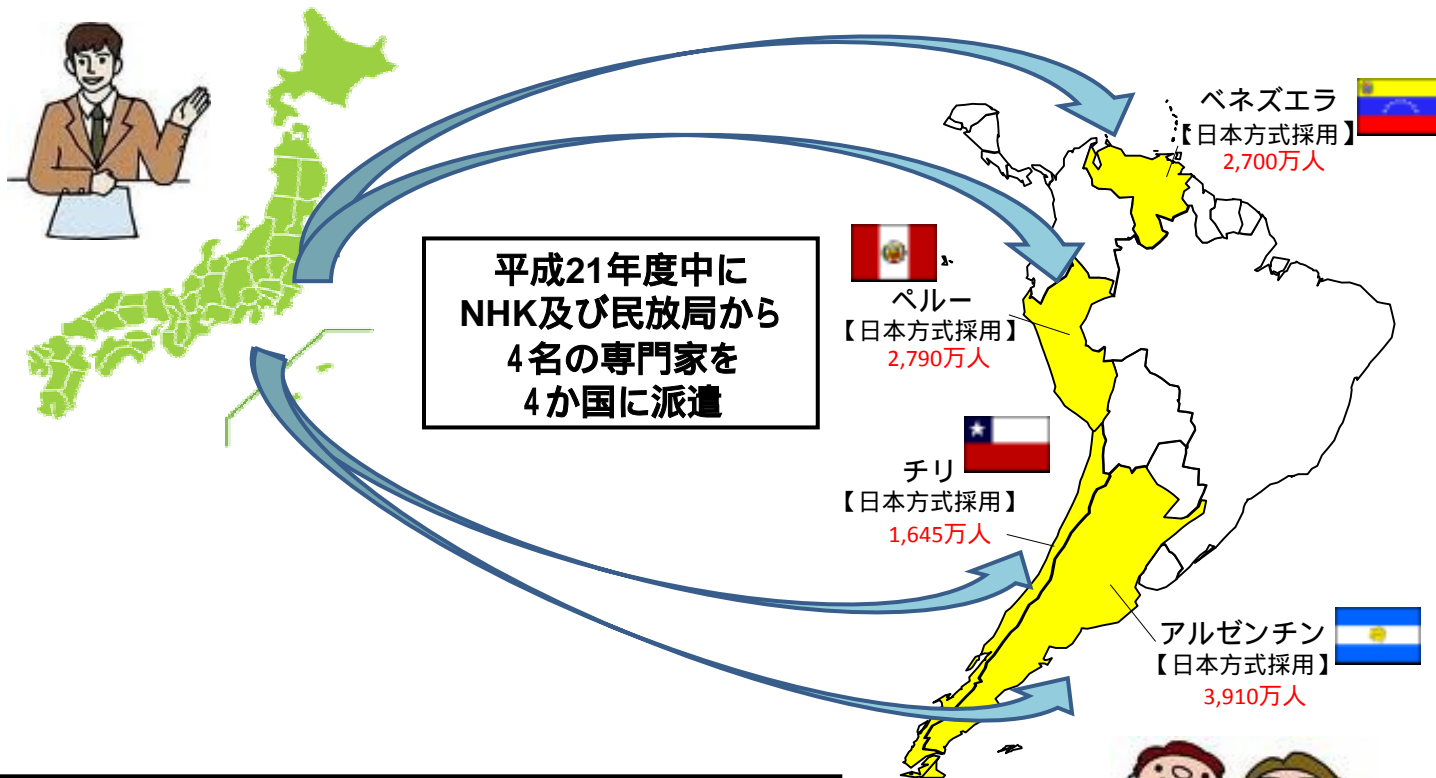 平成21年度中に
NHK及び民放局から
4名の専門家を
4か国に派遣
ベネズエラ
【日本方式採用】
2,700万人
ペルー
【日本方式採用】
2,790万人
チリ
【日本方式採用】
1,645万人
アルゼンチン
【日本方式採用】
3,910万人